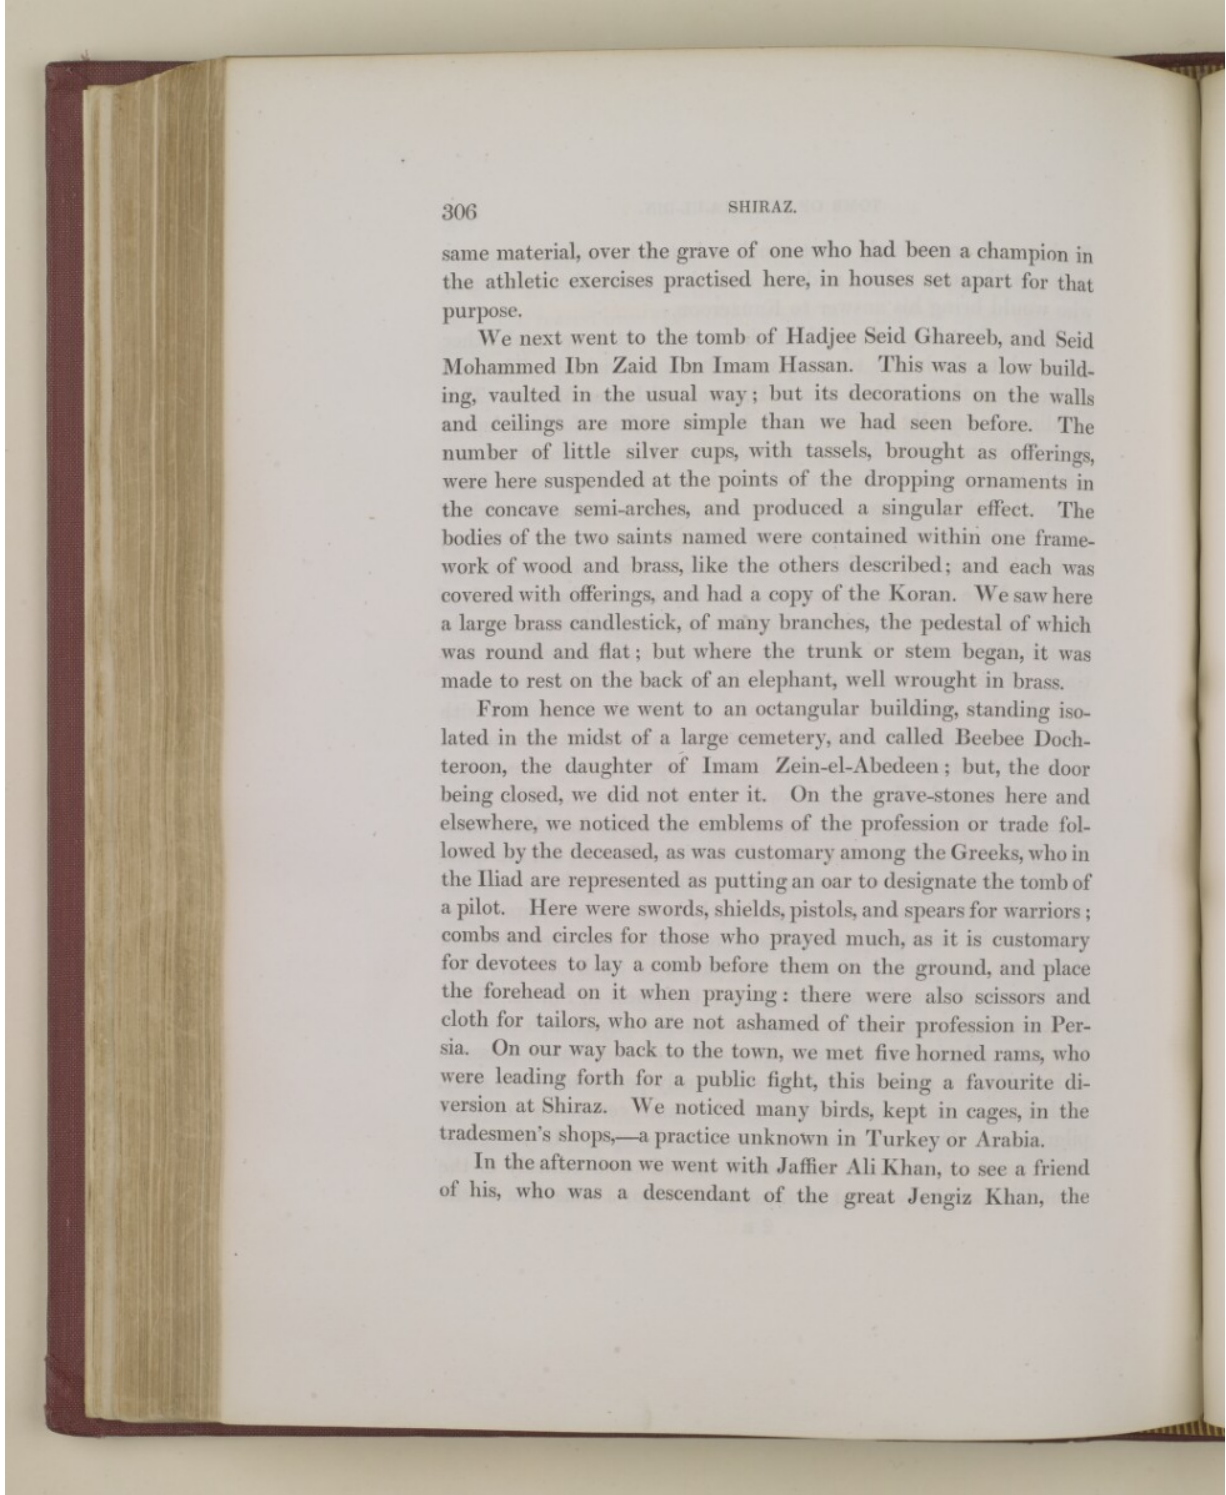 306
SHIRAZ.
same material, over the grave of one who had been a champion in
the athletic exercises practised here, in houses set apart for that
purpose.
We next went to the tomb of Hadjee Seid Ghareeb, and Seid
Mohammed Ibn Zaid Ibn Imam Hassan. This was a low build-
ing, vaulted in the usual way; but its decorations on the walls
and ceilings are more simple than we had seen before. The
number of little silver cups, with tassels, brought as offerings,
were here suspended at the points of the dropping ornaments in
the concave semi-arches, and produced a singular effect. The
bodies of the two saints named were contained within one frame-
work of wood and brass, like the others described; and each was
covered with offerings, and had a copy of the Koran. We saw here
a large brass candlestick, of many branches, the pedestal of which
was round and flat; but where the trunk or stem began, it was
made to rest on the back of an elephant, well wrought in brass.
From hence we went to an octangular building, standing iso-
lated in the midst of a large cemetery, and called Beebee Doch-
teroon, the daughter of Imam Zein-el-Abedeen; but, the door
being closed, we did not enter it. On the grave-stones here and
elsewhere, we noticed the emblems of the profession or trade fol-
lowed by the deceased, as was customary among the Greeks, who in
the Iliad are represented as putting an oar to designate the tomb of
a pilot. Here were swords, shields, pistols, and spears for warriors;
combs and circles for those who prayed much, as it is customary
for devotees to lay a comb before them on the ground, and place
the forehead on it when praying: there were also scissors and
cloth for tailors, who are not ashamed of their profession in Per-
sia. On our way back to the town, we met five horned rams, who
were leading forth for a public fight, this being a favourite di-
version at Shiraz. We noticed many birds, kept in cages, in the
tradesmen's shops,—a practice unknown in Turkey or Arabia.
In the afternoon we went with Jaffier Ali Khan, to see a friend
of his, who was a descendant of the great Jengiz Khan, the